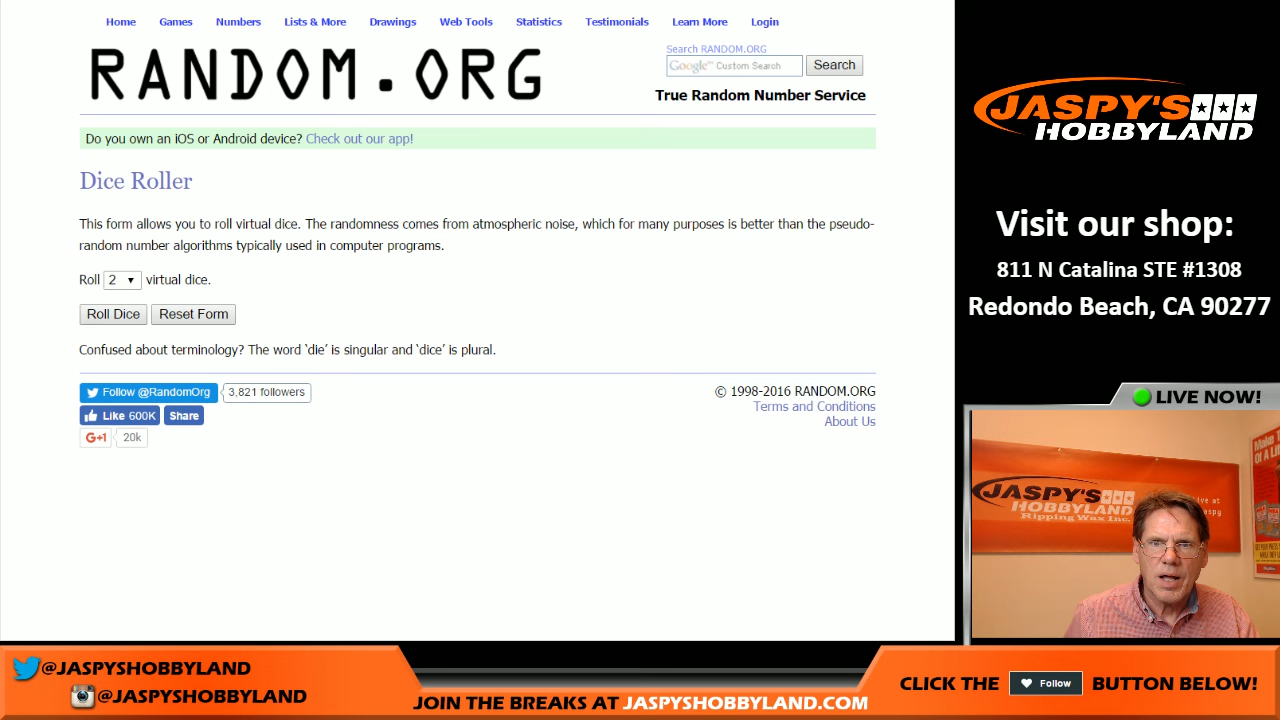 Home Games Numbers Lists & More Drawings Web Tools Statistics Testimonials Learn More Login
RANDOM.ORG
Search RANDOM.ORG
Google™ Custom Search Search
True Random Number Service
Do you own an iOS or Android device? Check out our app!
Dice Roller
This form allows you to roll virtual dice. The randomness comes from atmospheric noise, which for many purposes is better than the pseudo-
random number algorithms typically used in computer programs.
Roll 2 virtual dice.
Roll Dice Reset Form
Confused about terminology? The word ‘die’ is singular and ‘dice’ is plural.
Follow @RandomOrg 3,821 followers
Like 600K Share
G+1 20k
© 1998-2016 RANDOM.ORG
Terms and Conditions
About Us
JASPY'S
HOBBYLAND
Visit our shop:
811 N Catalina STE #1308
Redondo Beach, CA 90277
LIVE NOW!
JASPY'S
HOBBYLAND
Ripping Wax Inc.
@JASPYSHOBBYLAND
@JASPYSHOBBYLAND
JOIN THE BREAKS AT JASPYSHOBBYLAND.COM
CLICK THE Follow BUTTON BELOW!